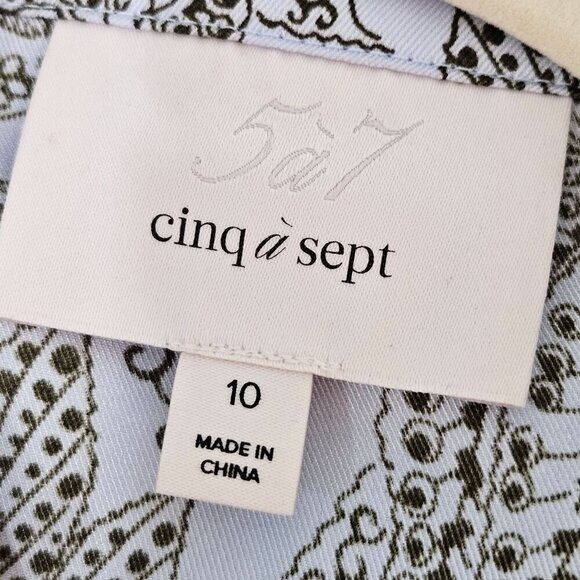 5à7
cinq à sept
10
MADE IN
CHINA